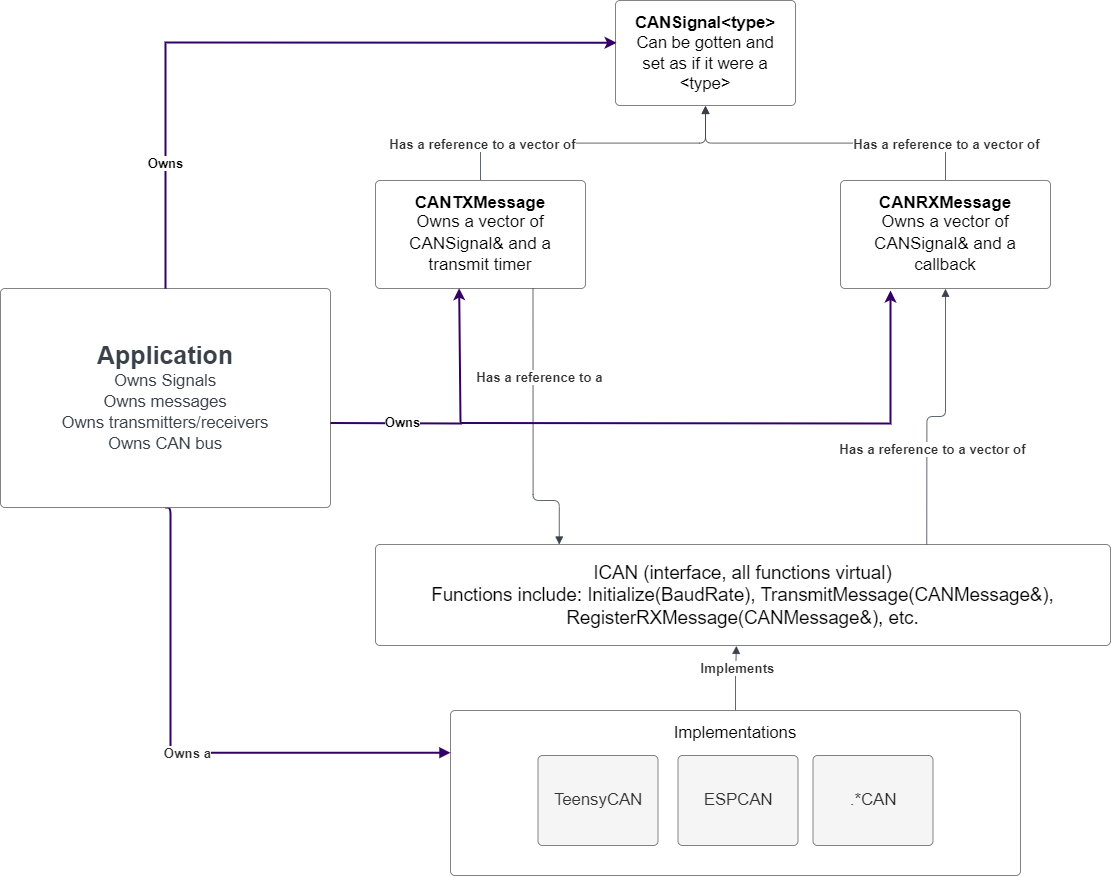 CANSignal<type>
Can be gotten and
set as if it were a
<type>
Has a reference to a vector of
Has a reference to a vector of
Owns
CANTXMessage
Owns a vector of
CANSignal& and a
transmit timer
CANRXMessage
Owns a vector of
CANSignal& and a
callback
Application
Owns Signals
Owns messages
Owns transmitters/receivers
Owns CAN bus
Has a reference to a
Owns
Has a reference to a vector of
ICAN (interface, all functions virtual)
Functions include: Initialize(BaudRate), TransmitMessage(CANMessage&),
RegisterRXMessage(CANMessage&), etc.
Implements
Owns a
Implementations
TeensyCAN
ESPCAN
.*CAN